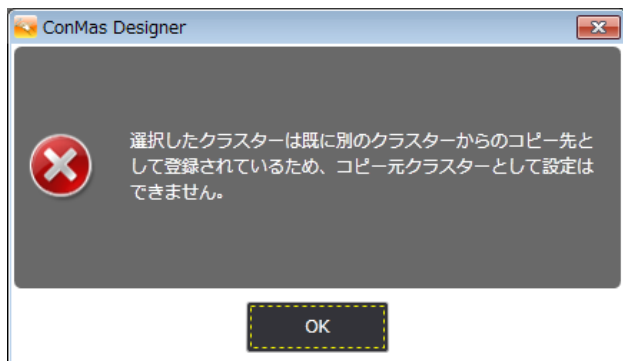 ConMas Designer
選択したクラスターは既に別のクラスターからのコピー先と
して登録されているため、コピー元クラスターとして設定は
できません。
OK